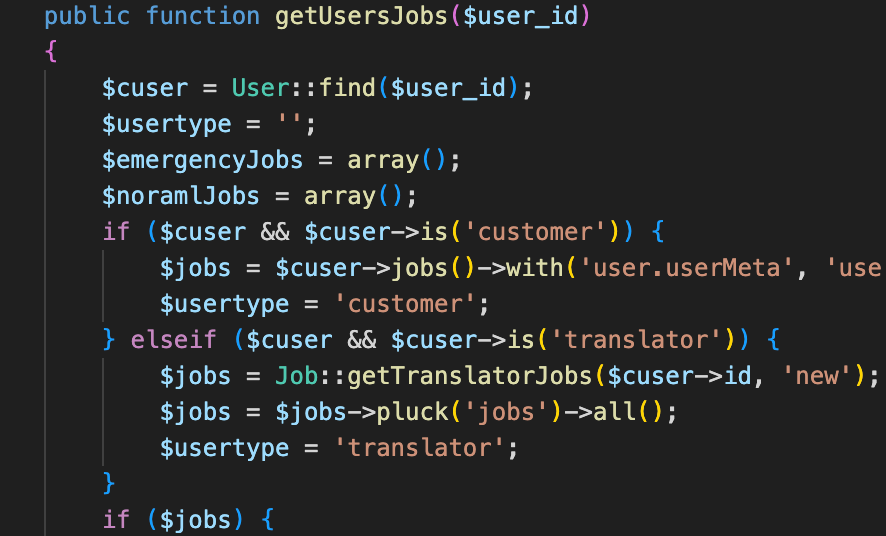 public function getUsersJobs($user_id)
{
$cuser = User::find($user_id);
$usertype = '';
$emergencyJobs = array();
$noramlJobs = array();
if ($cuser && $cuser->is('customer')) {
$jobs = $cuser->jobs()->with('user.userMeta', 'use
$usertype = 'customer';
} elseif ($cuser && $cuser->is('translator')) {
$jobs = Job::getTranslatorJobs($cuser->id, 'new');
$jobs = $jobs->pluck('jobs')->all();
$usertype = 'translator';
}
if ($jobs) {